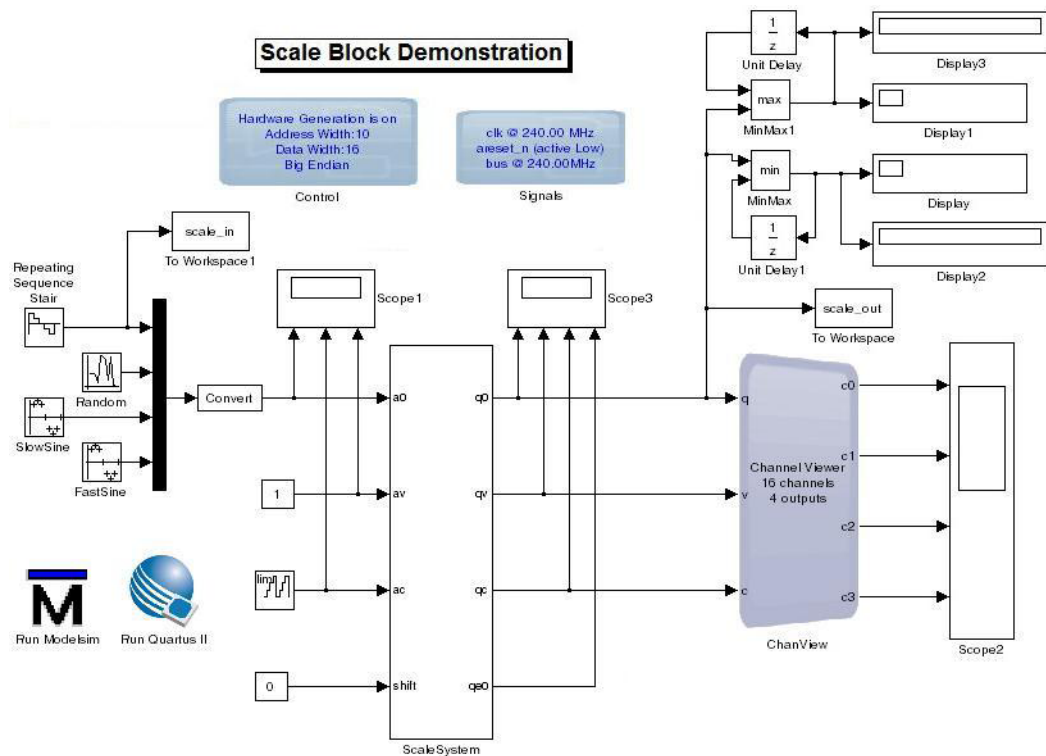 Scale Block Demonstration
Hardware Generation is on
Address Width:10
Data Width:16
Big Endian
Control
clk @ 240.00 MHz
areset_n (active Low)
bus @ 240.00MHz
Signals
1
z
Unit Delay
Display3
max
MinMax1
Display1
min
MinMax
Display
1
z
Unit Delay1
Display2
scale_in
To Workspace1
Repeating
Sequence
Stair
Random
SlowSine
FastSine
Convert
Scope1
Scope3
scale_out
To Workspace
1
lim
0
a0
av
ac
shift
q0
qv
qc
qe0
ScaleSystem
q
v
c
Channel Viewer
16 channels
4 outputs
c0
c1
c2
c3
ChanView
Scope2
M
Run Modelsim
Run Quartus II